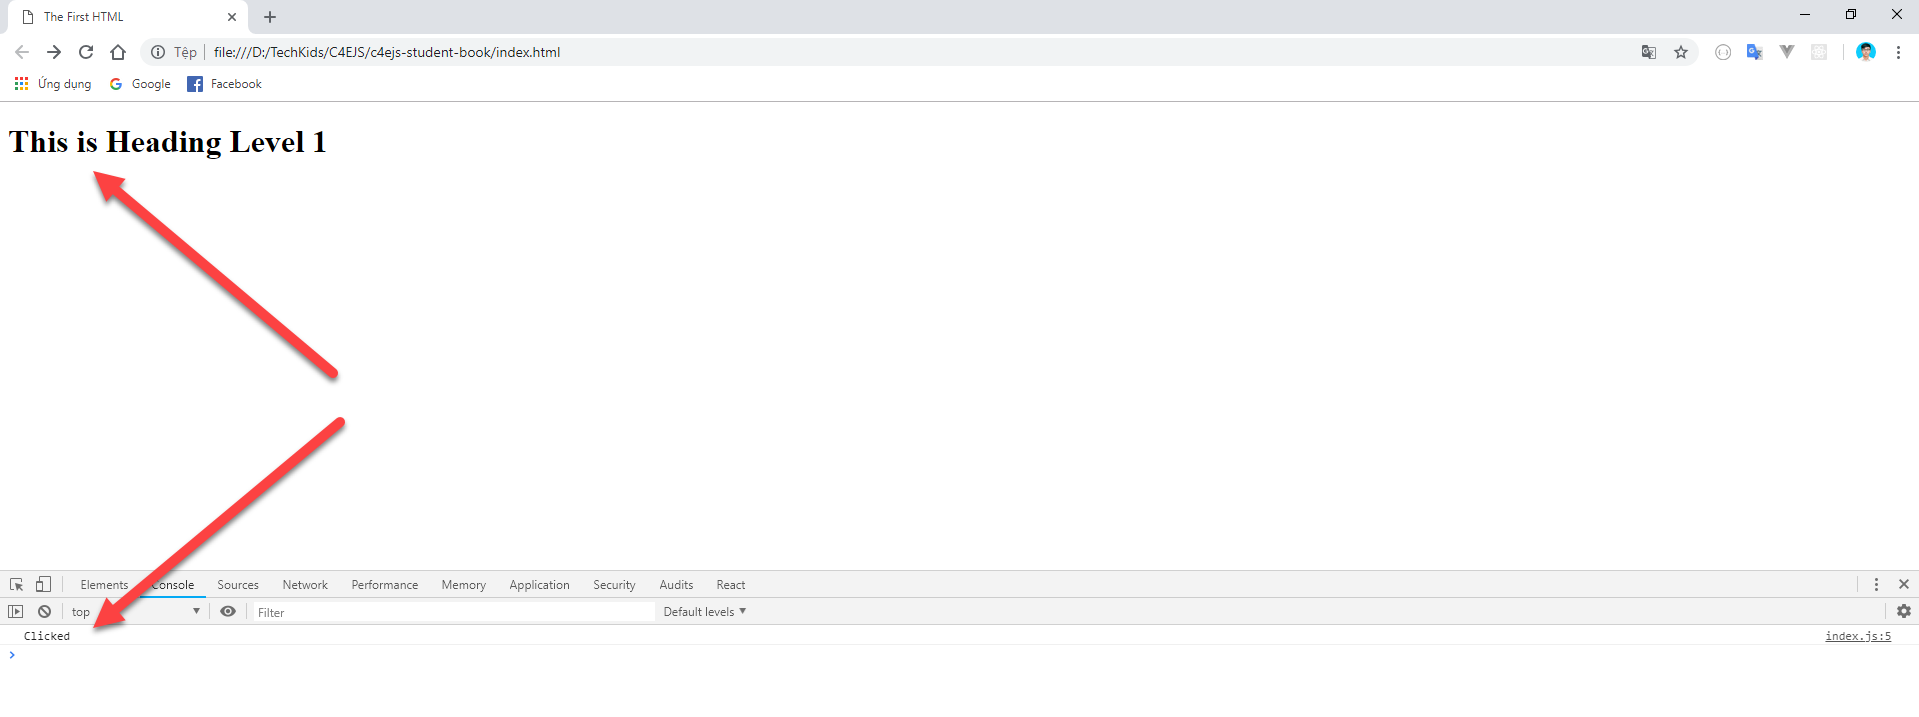 The First HTML
Tệp file:///D:/TechKids/C4EJS/c4ejs-student-book/index.html
Ứng dụng Google Facebook
This is Heading Level 1
Elements Console Sources Network Performance Memory Application Security Audits React
top Filter Default levels
Clicked index.js:5